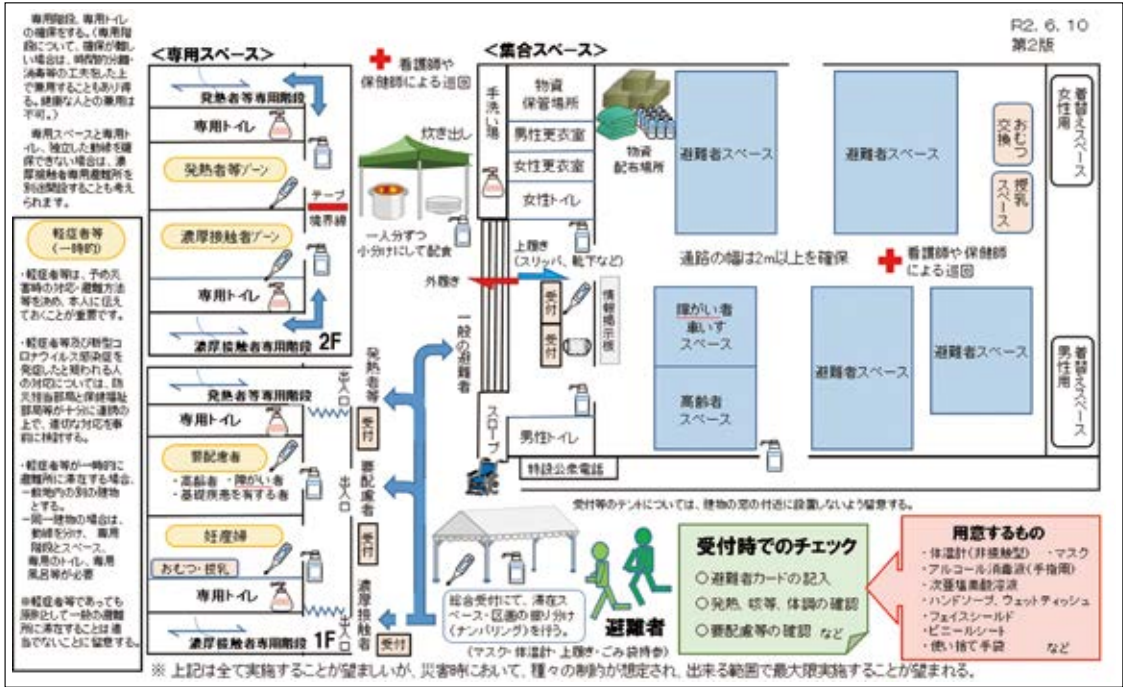 専用階段、専用トイレ
の確保をする。(専用階
段について、確保が難し
い場合は、時間的分離・
消毒等の工夫をした上
で兼用することもあり得
る。健康な人との兼用は
不可。)
専用スペースと専用ト
イレ、独立した動線を確
保できない場合は、濃
厚接触者専用避難所を
別途開設することも考え
られます。
軽症者等
(一時的)
・軽症者等は、予め災
害時の対応・避難方法
等を決め、本人に伝え
ておくことが重要です。
・軽症者等及び新型コ
ロナウイルス感染症を
発症したと疑われる人
の対応については、防
災担当部局と保健福祉
部局等が十分に連携の
上で、適切な対応を事
前に検討する。
・軽症者等が一時的に
避難所に滞在する場合、
一般地内の別の建物
とする。
一同一建物の場合は、
動線を分け、専用
階段とスペース、
専用のトイレ、専用
風呂等が必要
※軽症者等であっても
原則として一般の避難
所に滞在することは適
当でないことに留意する。
<専用スペース>
発熱者等専用階段
専用トイレ
発熱者等ゾーン
テープ
境界線
濃厚接触者ゾーン
専用トイレ
濃厚接触者専用階段 2F
発熱者等専用階段
専用トイレ
要配慮者
・高齢者 ・障がい者
・基礎疾患を有する者
妊産婦
おむつ・授乳
専用トイレ
濃厚接触者専用階段 1F
出入口
出入口
出入口
看護師や
保健師による巡回
炊き出し
一人分ずつ
小分けにして配食
発熱者等
受付
要配慮者
受付
濃厚接触者
受付
一般の避難者
<集合スペース>
手洗い場
物資
保管場所
男性更衣室
女性更衣室
女性トイレ
物資
配布場所
上履き
(スリッパ、靴下など)
外履き
受付
受付
情報掲示板
スロープ
男性トイレ
特設公衆電話
避難者スペース
避難者スペース
通路の幅は2m以上を確保
看護師や保健師
による巡回
障がい者
車いす
スペース
高齢者
スペース
避難者スペース
避難者スペース
R2. 6. 10
第2版
おむつ交換
授乳スペース
着替えスペース
女性用
着替えスペース
男性用
受付等のテントについては、建物の窓の付近に設置しないよう留意する。
総合受付にて、滞在ス
ペース・区画の振り分け
(ナンバリング)を行う。
避難者
(マスク・体温計・上履き・ごみ袋持参)
受付時でのチェック
○避難者カードの記入
○発熱、咳等、体調の確認
○要配慮等の確認 など
用意するもの
・体温計(非接触型) ・マスク
・アルコール消毒液(手指用)
・次亜塩素酸溶液
・ハンドソープ、ウェットティッシュ
・フェイスシールド
・ビニールシート
・使い捨て手袋 など
※ 上記は全て実施することが望ましいが、災害時において、種々の制約が想定され、出来る範囲で最大限実施することが望まれる。